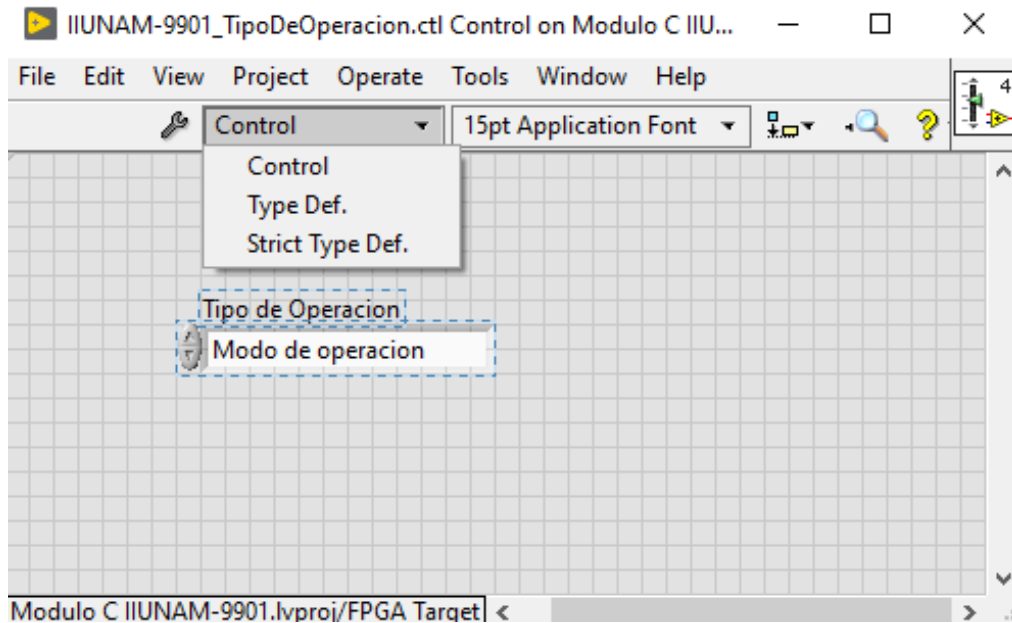 IIUNAM-9901_TipoDeOperacion.ctl Control on Modulo C IIU...
File Edit View Project Operate Tools Window Help
Control 15pt Application Font ? 4
Control
Type Def.
Strict Type Def.
Tipo de Operacion
Modo de operacion
Modulo C IIUNAM-9901.lvproj/FPGA Target